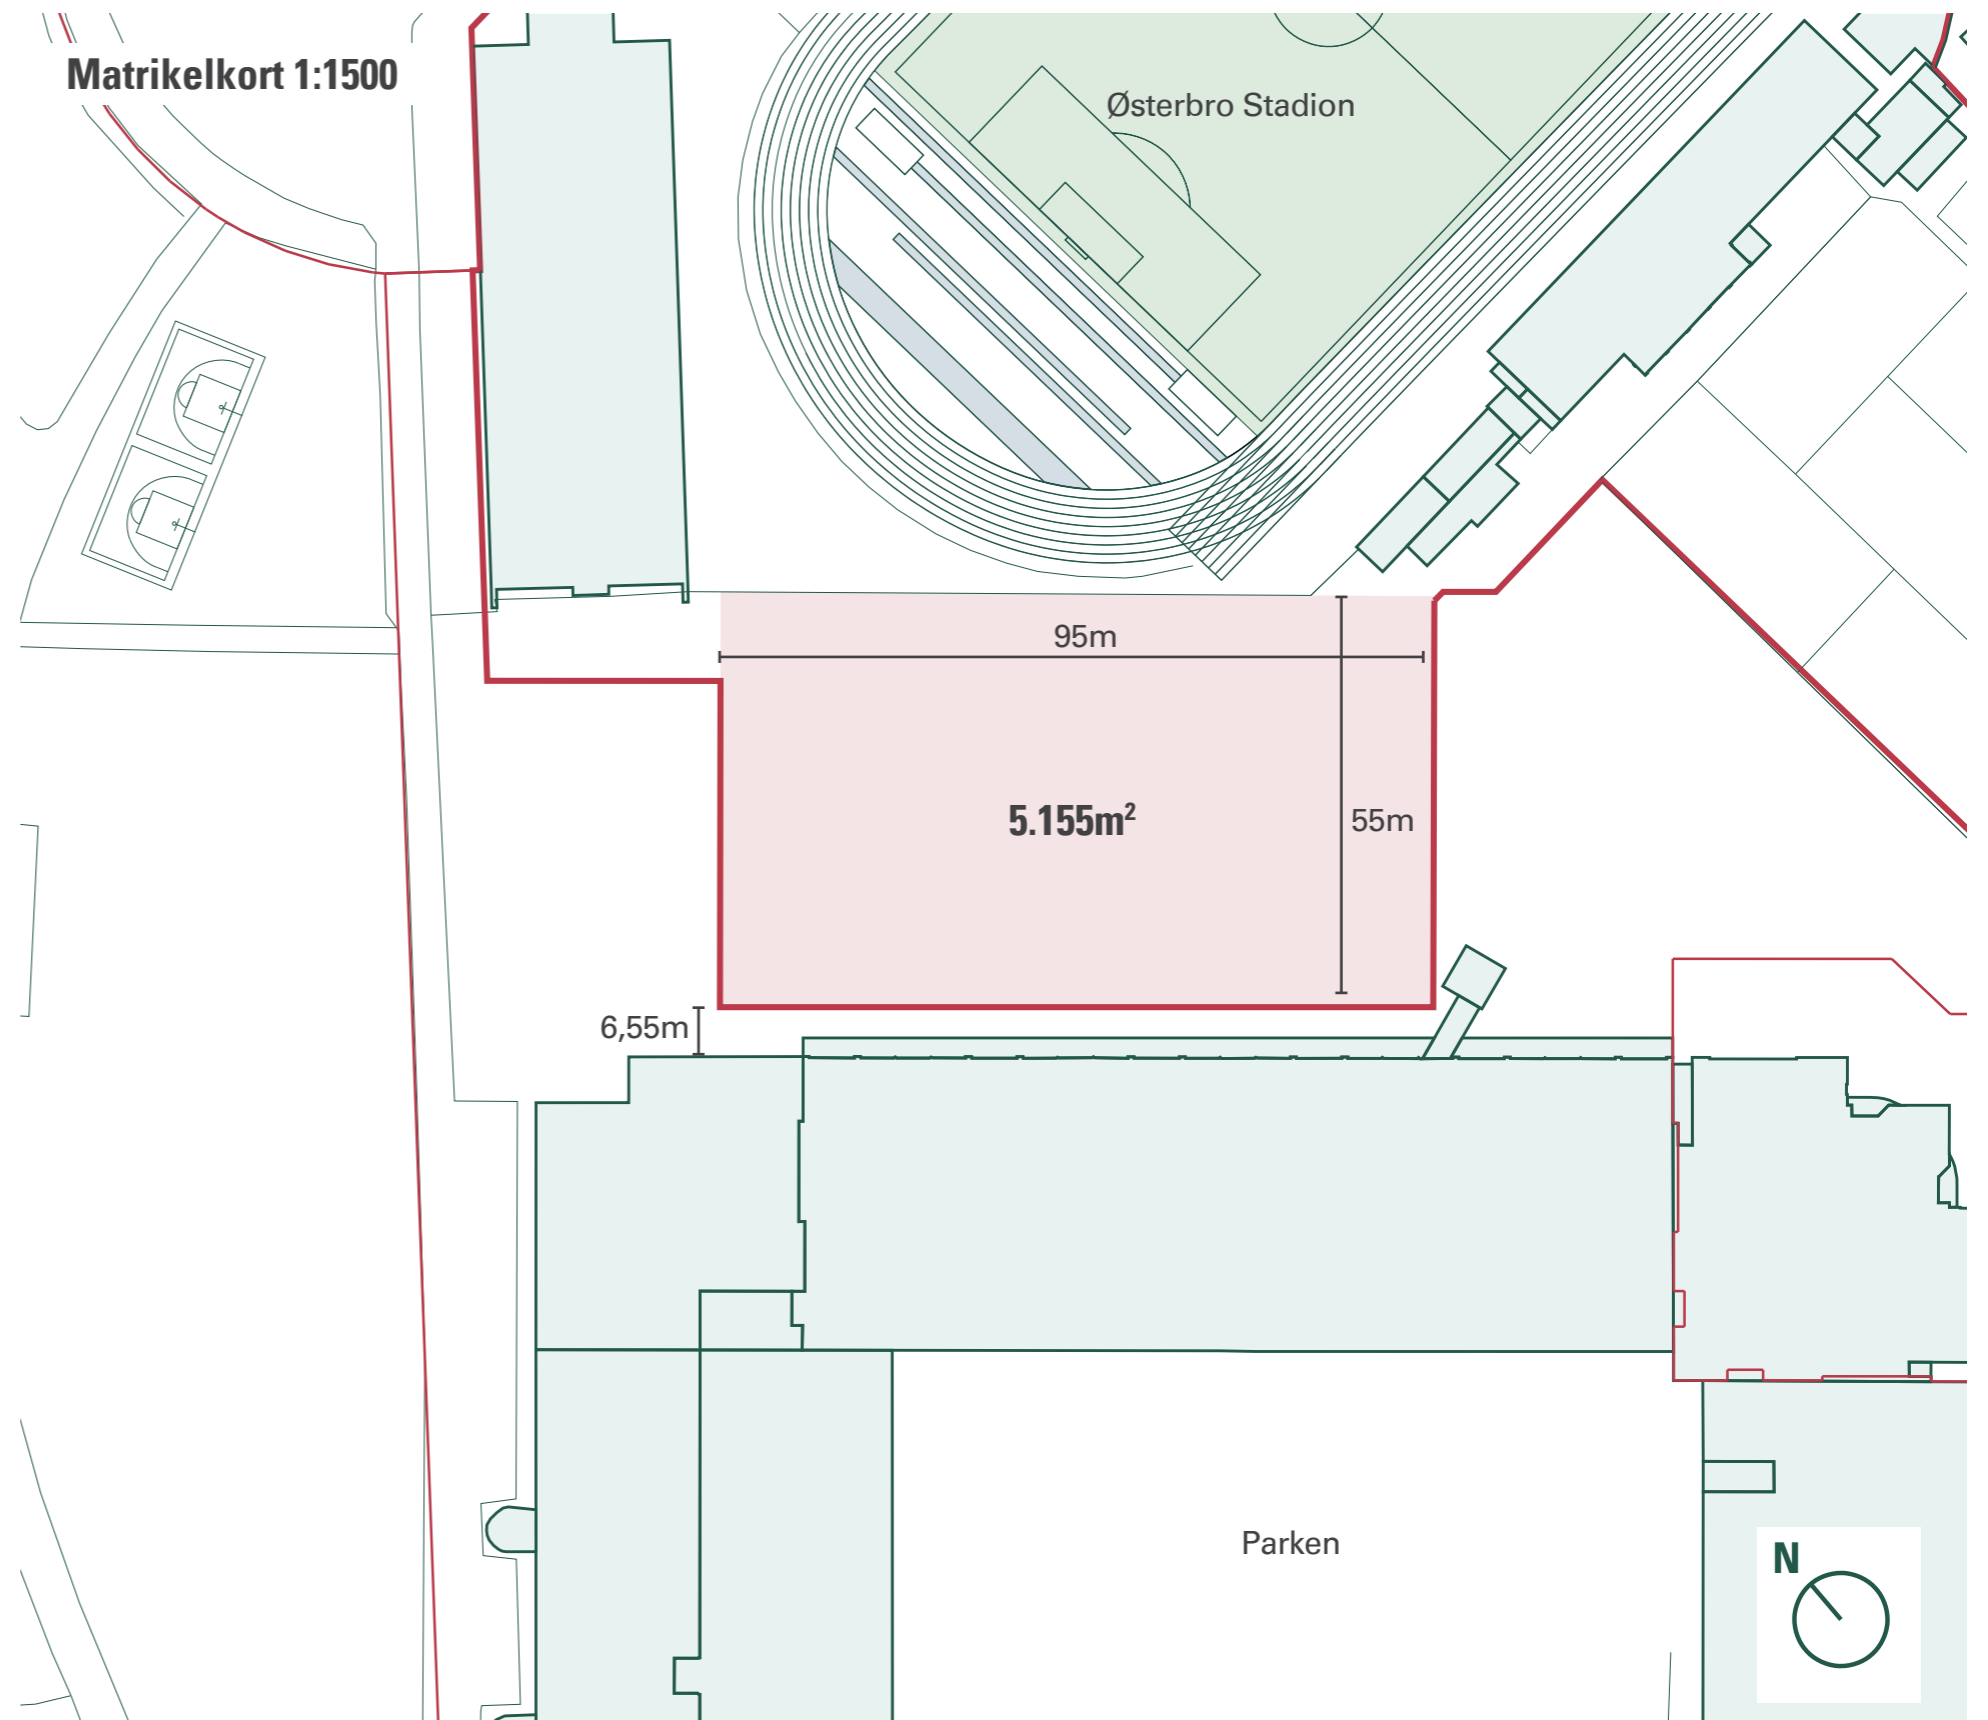 Matrikelkort 1:1500
Østerbro Stadion
95m
5.155m²
55m
6,55m
Parken
N